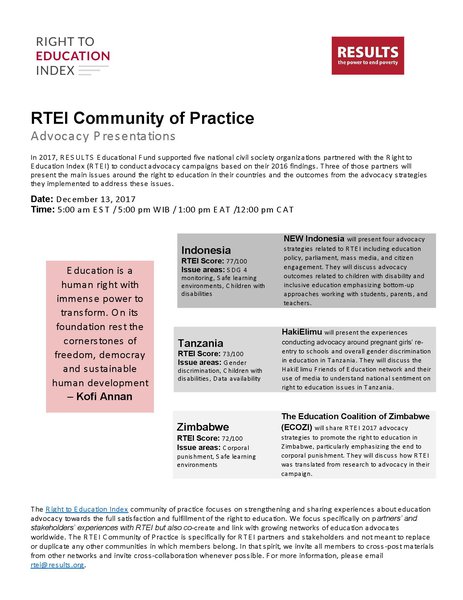 RIGHT TO
EDUCATION
INDEX
RESULTS
the power to end poverty
RTEI Community of Practice
Advocacy Presentations
In 2017, RESULTS Educational Fund supported five national civil society organizations partnered with the Right to
Education Index (RTEI) to conduct advocacy campaigns based on their 2016 findings. Three of those partners will
present the main issues around the right to education in their countries and the outcomes from the advocacy strategies
they implemented to address these issues.
Date: December 13, 2017
Time: 5:00 am EST / 5:00 pm WIB / 1:00 pm EAT /12:00 pm CAT
Education is a
human right with
immense power to
transform. On its
foundation rest the
cornerstones of
freedom, democray
and sustainable
human development
– Kofi Annan
Indonesia
RTEI Score: 77/100
Issue areas: SDG 4
monitoring, Safe learning
environments, Children with
disabilities
NEW Indonesia will present four advocacy
strategies related to RTEI including education
policy, parliament, mass media, and citizen
engagement. They will discuss advocacy
outcomes related to children with disability and
inclusive education emphasizing bottom-up
approaches working with students, parents, and
teachers.
Tanzania
RTEI Score: 73/100
Issue areas: Gender
discrimination, Children with
disabilities, Data availability
HakiElimu will present the experiences
conducting advocacy around pregnant girls' re-
entry to schools and overall gender discrimination
in education in Tanzania. They will discuss the
HakiElimu Friends of Education network and their
use of media to understand national sentiment on
right to education issues in Tanzania.
Zimbabwe
RTEI Score: 72/100
Issue areas: Corporal
punishment, Safe learning
environments
The Education Coalition of Zimbabwe
(ECOZI) will share RTEI 2017 advocacy
strategies to promote the right to education in
Zimbabwe, particularly emphasizing the end to
corporal punishment. They will discuss how RTEI
was translated from research to advocacy in their
campaign.
The Right to Education Index community of practice focuses on strengthening and sharing experiences about education
advocacy towards the full satisfaction and fulfillment of the right to education. We focus specifically on partners' and
stakeholders' experiences with RTEI but also co-create and link with growing networks of education advocates
worldwide. The RTEI Community of Practice is specifically for RTEI partners and stakeholders and not meant to replace
or duplicate any other communities in which members belong. In that spirit, we invite all members to cross-post materials
from other networks and invite cross-collaboration whenever possible. For more information, please email
rtei@results.org.